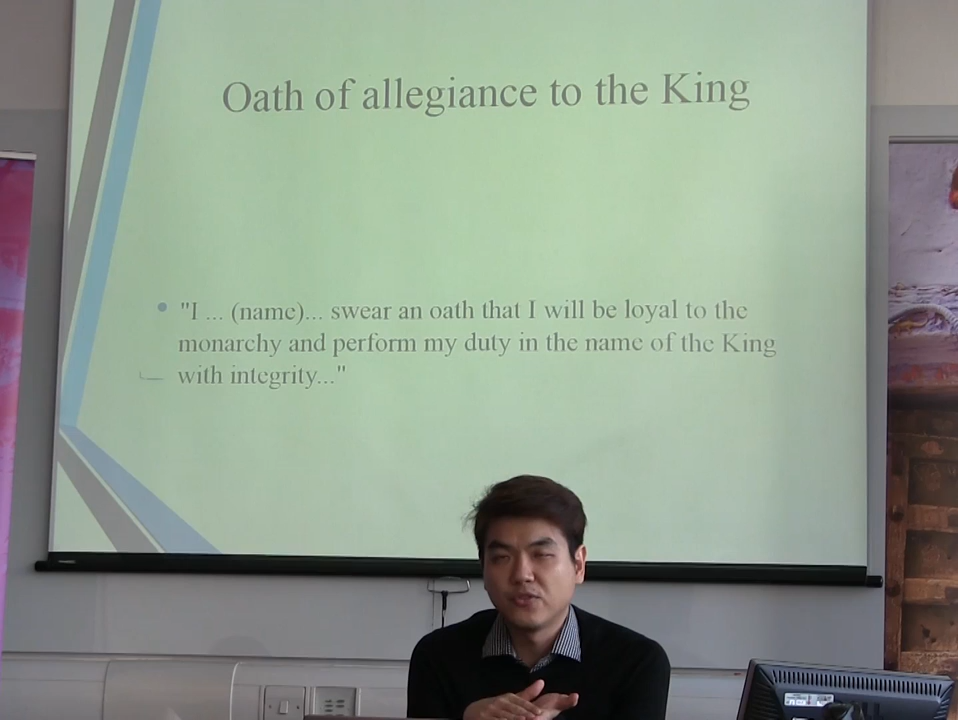 Oath of allegiance to the King
• "I ... (name)... swear an oath that I will be loyal to the
monarchy and perform my duty in the name of the King
with integrity..."